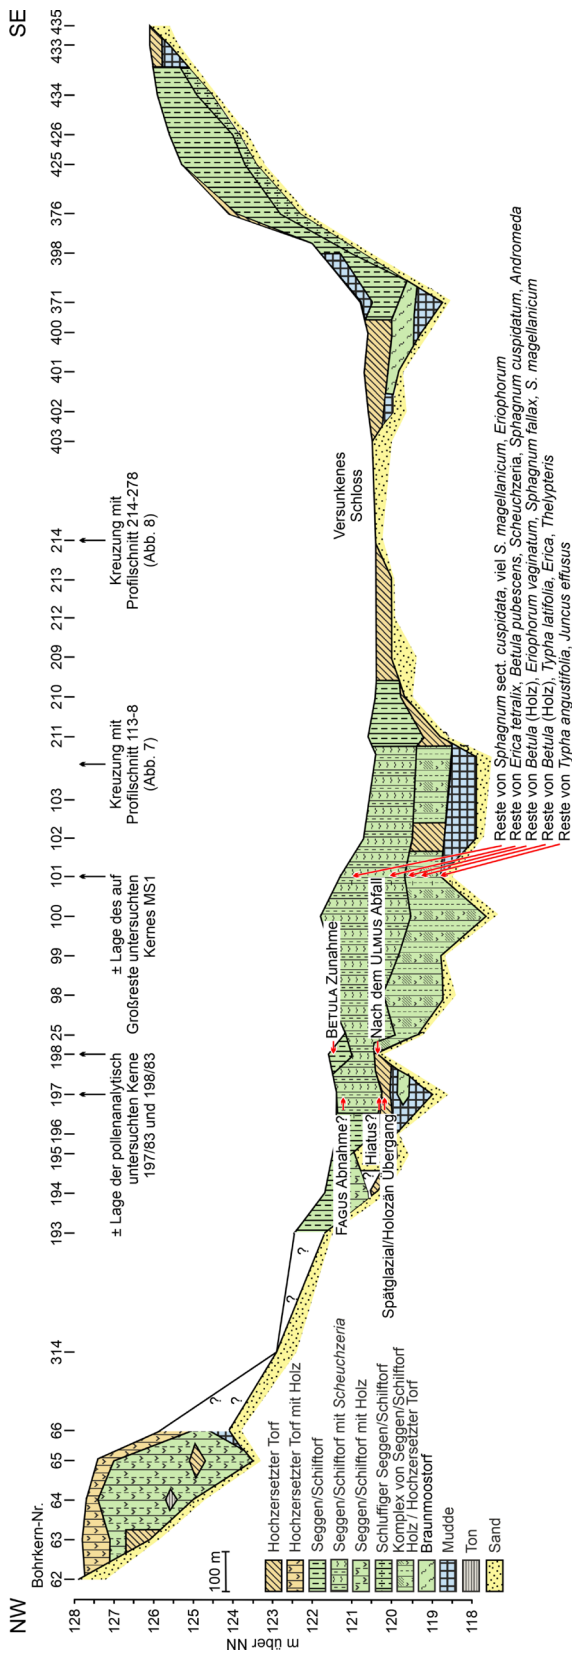 NW
SE
Bohrkern-Nr.
62
63
64
65
66
314
193
194
195
196
197
198
25
98
99
100
101
102
103
211
210
209
212
213
214
403
402
401
400
371
398
376
425
426
434
433
435
± Lage der pollenanalytisch
untersuchten Kerne
197/83 und 198/83
± Lage des auf
Großreste untersuchten
Kernes MS1
Kreuzung mit
Profilschnitt 113-8
(Abb. 7)
Kreuzung mit
Profilschnitt 214-278
(Abb. 8)
Versunkenes
Schloss
m über NN
128
127
126
125
124
123
122
121
120
119
118
100 m
?
?
?
?
?
FAGUS Abnahme?
Hiatus?
Spätglazial/Holozän Übergang
BETULA Zunahme
Nach dem ULMUS Abfall
Reste von Sphagnum sect. cuspidata, viel S. magellanicum, Eriophorum
Reste von Erica tetralix, Betula pubescens, Scheuchzeria, Sphagnum cuspidatum, Andromeda
Reste von Betula (Holz), Eriophorum vaginatum, Sphagnum fallax, S. magellanicum
Reste von Betula (Holz), Typha latifolia, Erica, Thelypteris
Reste von Typha angustifolia, Juncus effusus
Hochzersetzter Torf
Hochzersetzter Torf mit Holz
Seggen/Schilftorf
Seggen/Schilftorf mit Scheuchzeria
Seggen/Schilftorf mit Holz
Schluffiger Seggen/Schilftorf
Komplex von Seggen/Schilftorf
Holz / Hochzersetzter Torf
Braunmoostorf
Mudde
Ton
Sand